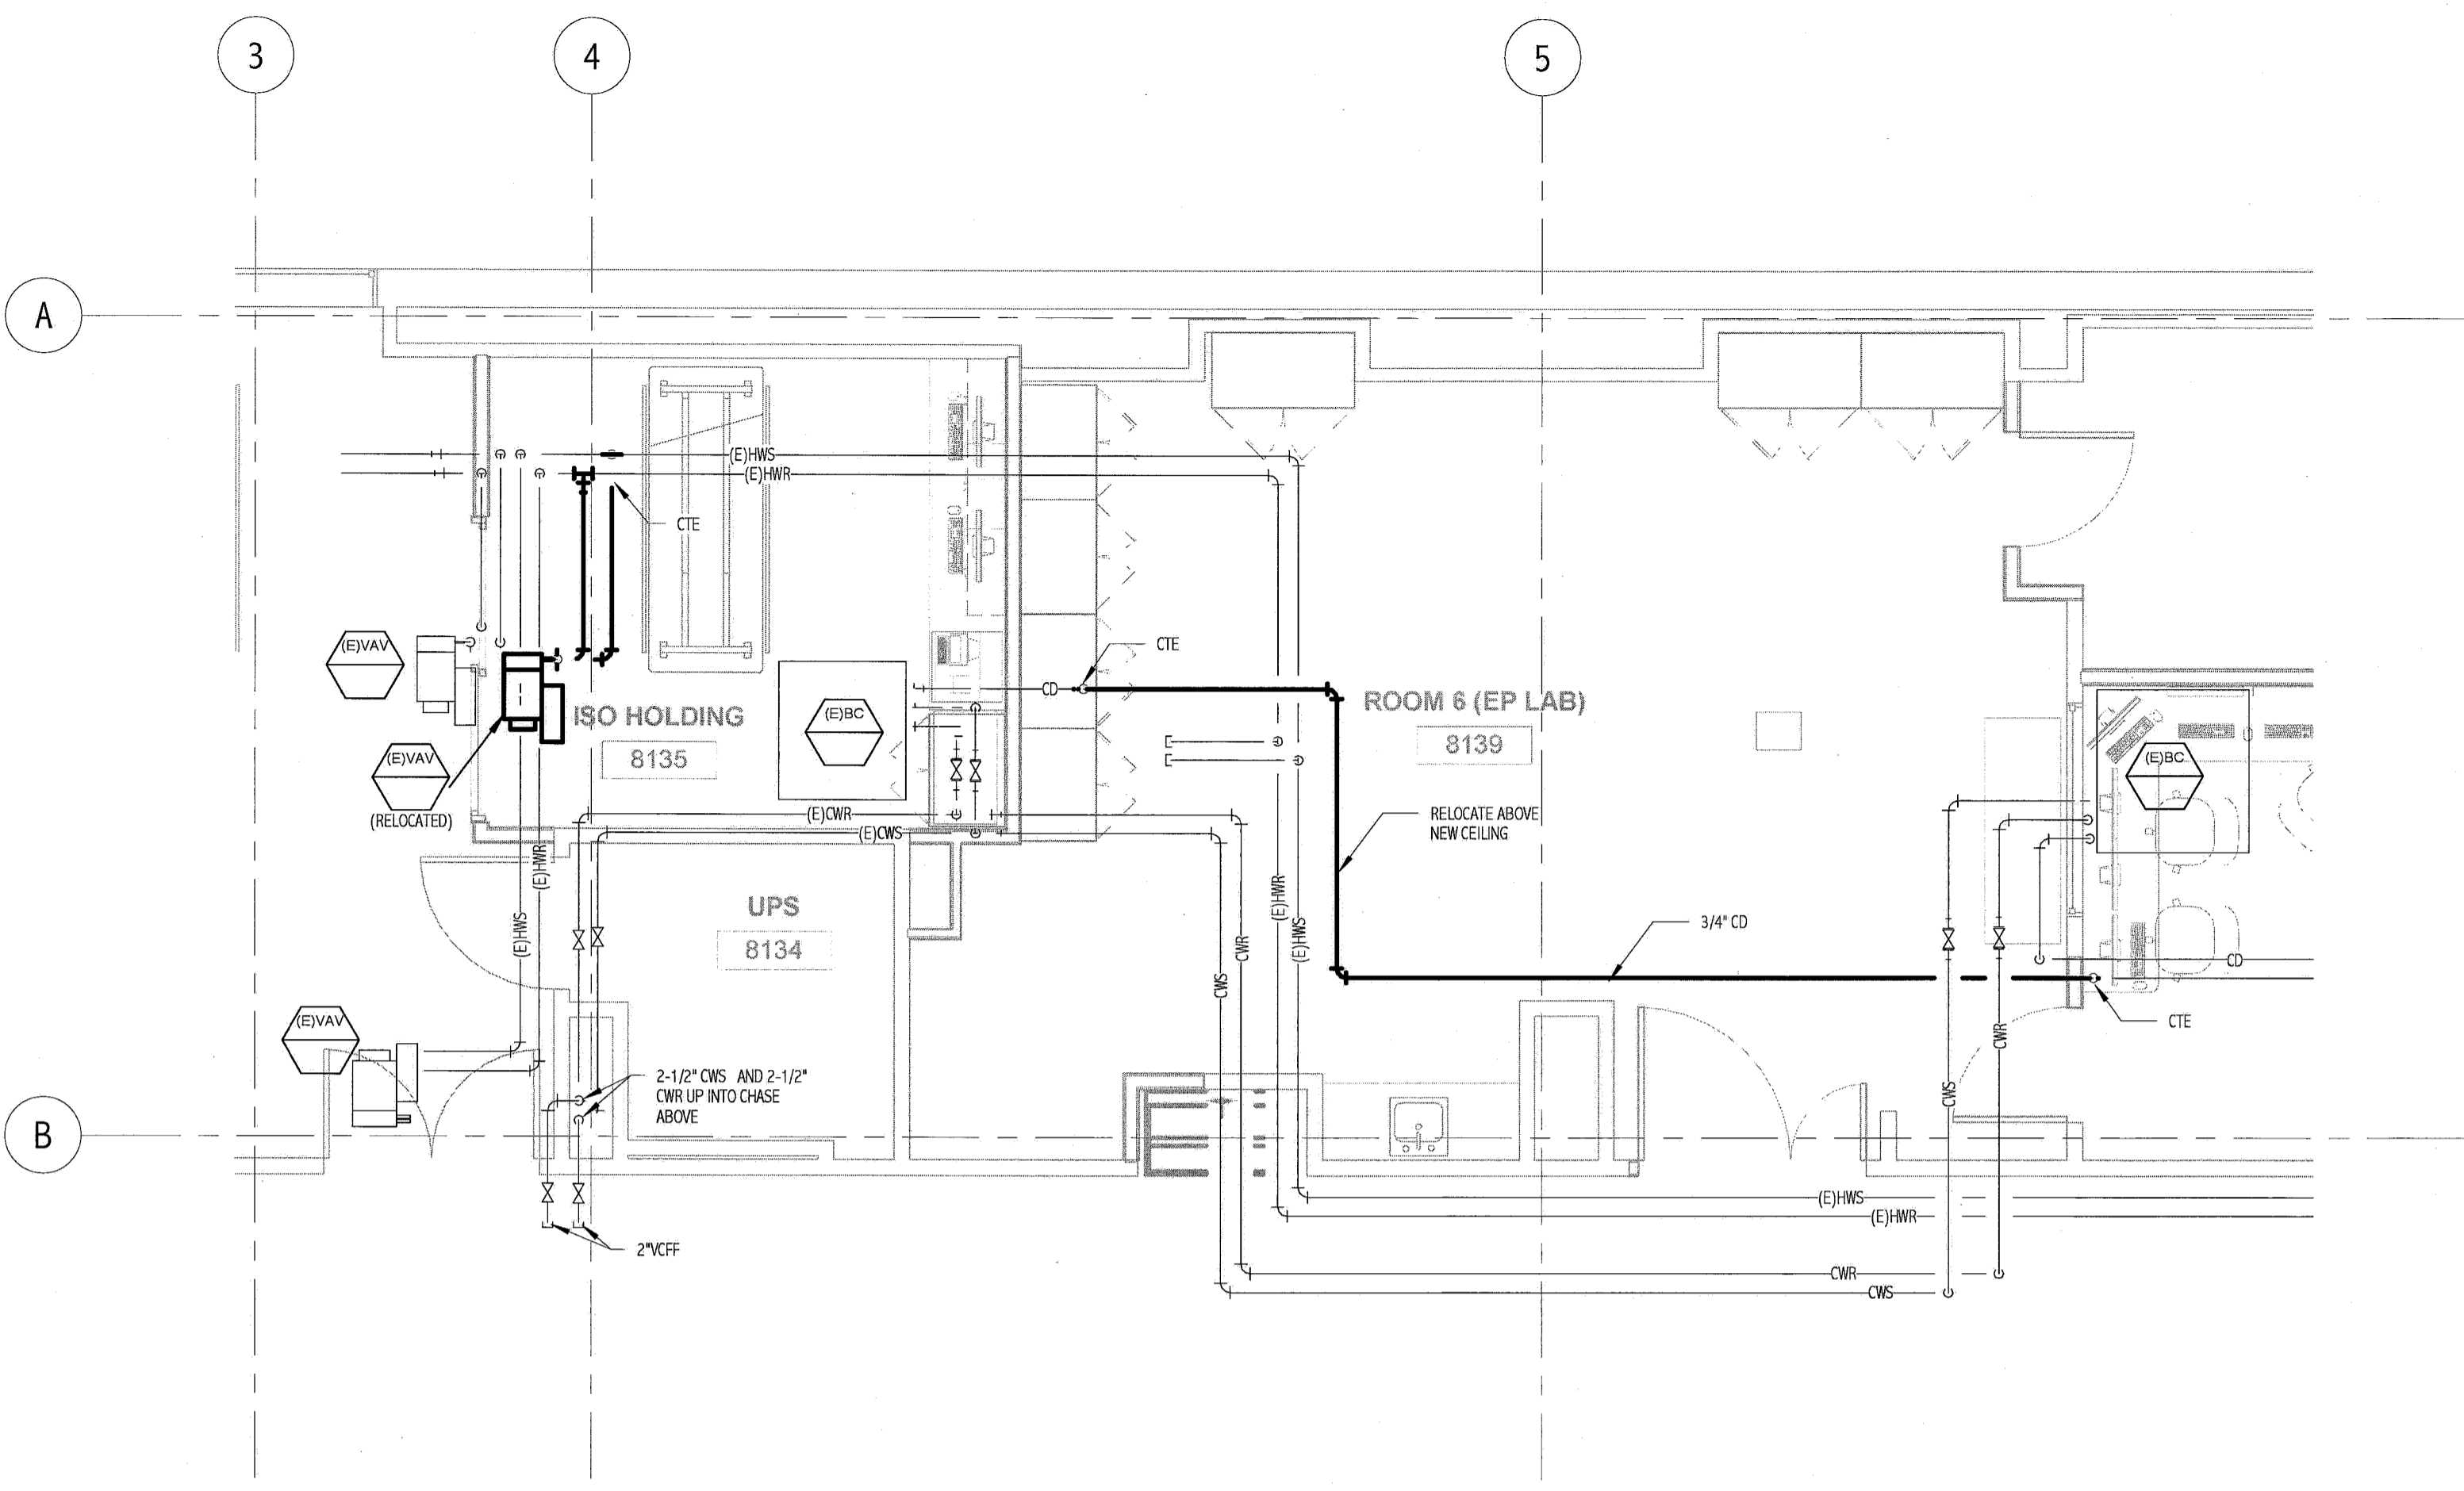 3
4
5
A
(E)HWS
(E)HWR
CTE
(E)VAV
CTE
CD
ISO HOLDING
8135
(E)BC
ROOM 6 (EP LAB)
8139
(E)VAV
(RELOCATED)
(E)BC
(E)CWR
(E)CWS
RELOCATE ABOVE
NEW CEILING
(E)HWR
(E)HWS
UPS
8134
(E)HWR
(E)HWS
CWR
CWS
3/4" CD
CD
CTE
(E)VAV
CWR
CWS
2-1/2" CWS AND 2-1/2"
CWR UP INTO CHASE
ABOVE
B
(E)HWS
(E)HWR
2"VCFF
CWR
CWS